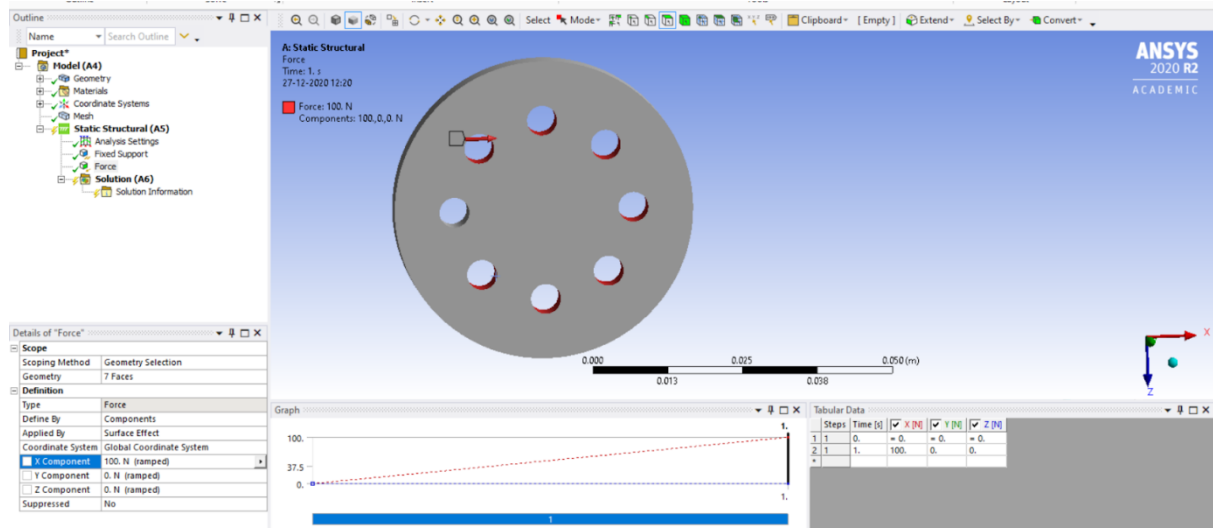 Outline
Name
Search Outline
Project*
Model (A4)
Geometry
Materials
Coordinate Systems
Mesh
Static Structural (A5)
Analysis Settings
Fixed Support
Force
Solution (A6)
Solution Information
Select Mode Clipboard [ Empty ] Extend Select By Convert
A: Static Structural
Force
Time: 1. s
27-12-2020 12:20
Force: 100. N
Components: 100.,0.,0. N
ANSYS
2020 R2
ACADEMIC
0.000 0.025 0.050 (m)
0.013 0.038
X
Z
Details of "Force"
Scope
Scoping Method Geometry Selection
Geometry 7 Faces
Definition
Type Force
Define By Components
Applied By Surface Effect
Coordinate System Global Coordinate System
X Component 100. N (ramped)
Y Component 0. N (ramped)
Z Component 0. N (ramped)
Suppressed No
Graph
1.
100.
37.5
0.
1.
1
Tabular Data
Steps Time [s] X [N] Y [N] Z [N]
1 1 0. = 0. = 0. = 0.
2 1 1. 100. 0. 0.
*